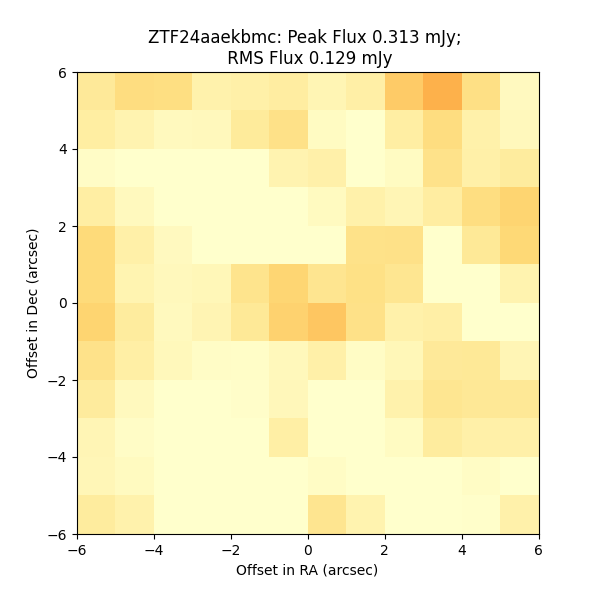 ZTF24aaekbmc: Peak Flux 0.313 mJy;
RMS Flux 0.129 mJy
6
4
2
0
−2
−4
−6
Offset in Dec (arcsec)
−6 −4 −2 0 2 4 6
Offset in RA (arcsec)